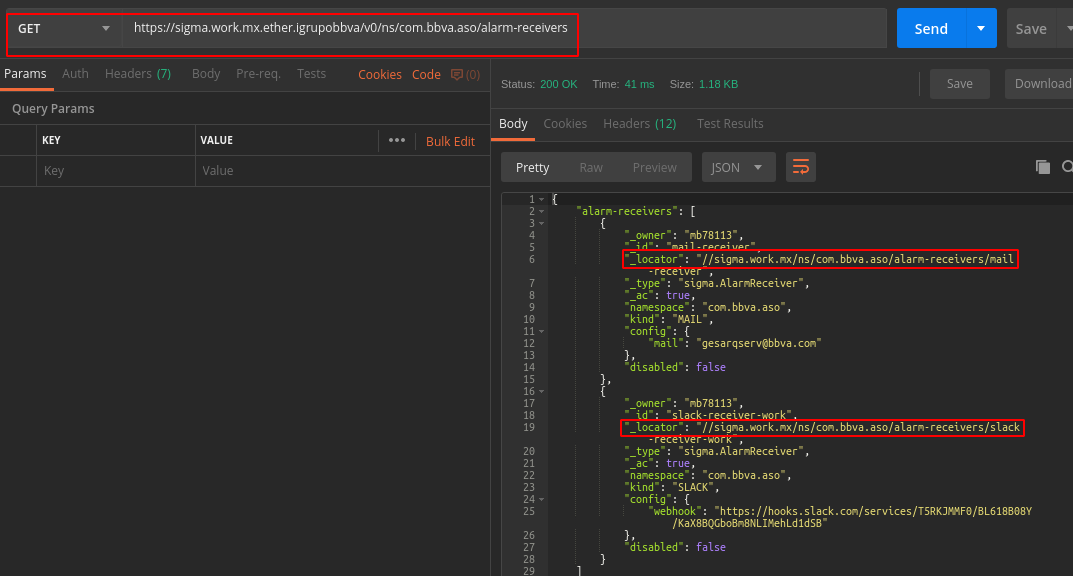 GET https://sigma.work.mx.ether.igrupobbva/v0/ns/com.bbva.aso/alarm-receivers Send Save
Params Auth Headers (7) Body Pre-req. Tests Cookies Code (0)
Status: 200 OK Time: 41 ms Size: 1.18 KB Save Download
Query Params
KEY VALUE ••• Bulk Edit
Key Value
Body Cookies Headers (12) Test Results
Pretty Raw Preview JSON
1 {
2 "alarm-receivers": [
3 {
4 "_owner": "mb78113",
5 "_id": "mail-receiver",
6 "_locator": "//sigma.work.mx/ns/com.bbva.aso/alarm-receivers/mail
-receiver",
7 "_type": "sigma.AlarmReceiver",
8 "_ac": true,
9 "namespace": "com.bbva.aso",
10 "kind": "MAIL",
11 "config": {
12 "mail": "gesarqserv@bbva.com"
13 },
14 "disabled": false
15 },
16 {
17 "_owner": "mb78113",
18 "_id": "slack-receiver-work",
19 "_locator": "//sigma.work.mx/ns/com.bbva.aso/alarm-receivers/slack
-receiver-work",
20 "_type": "sigma.AlarmReceiver",
21 "_ac": true,
22 "namespace": "com.bbva.aso",
23 "kind": "SLACK",
24 "config": {
25 "webhook": "https://hooks.slack.com/services/T5RKJMMF0/BL618B08Y
/KaX8BQGboBm8NLIMehLd1dSB"
26 },
27 "disabled": false
28 }
29 ]